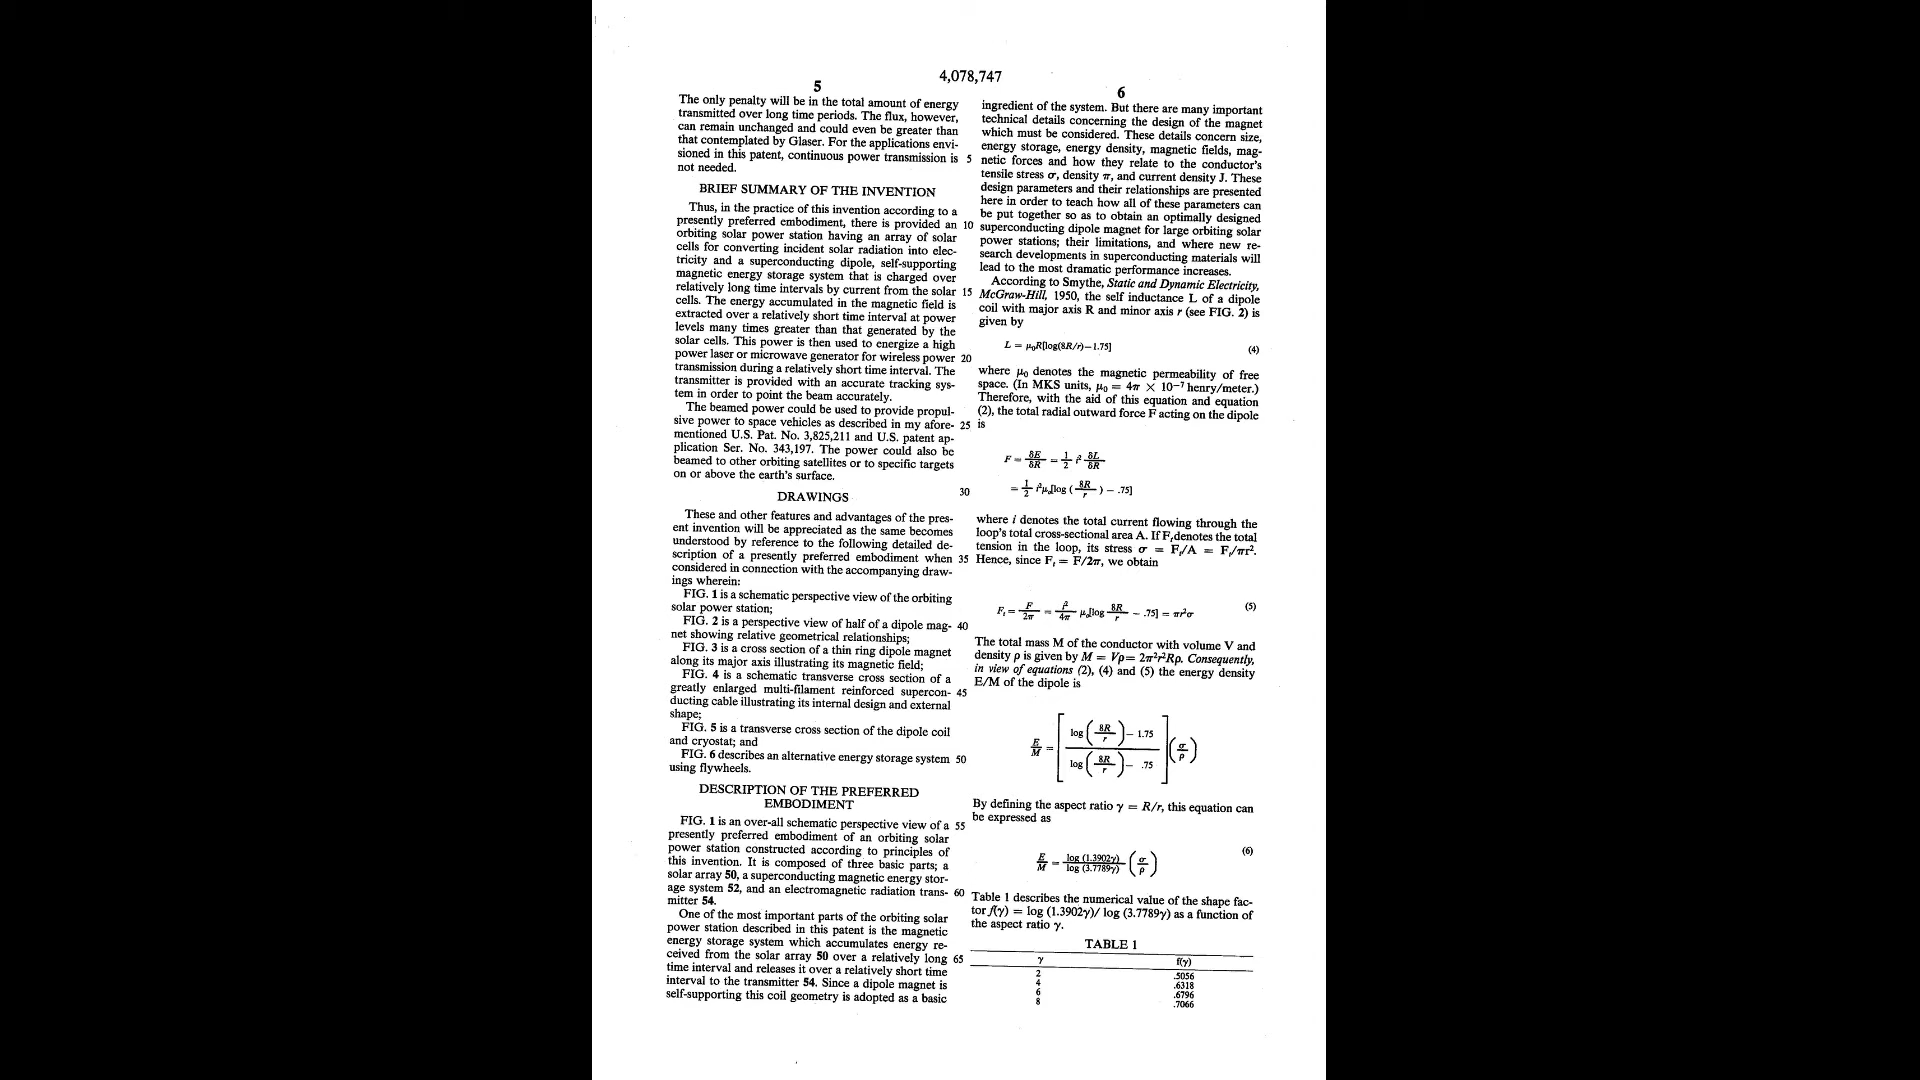 4,078,747
5
The only penalty will be in the total amount of energy
transmitted over long time periods. The flux, however,
can remain unchanged and could even be greater than
that contemplated by Glaser. For the applications envi-
sioned in this patent, continuous power transmission is
not needed.
BRIEF SUMMARY OF THE INVENTION
Thus, in the practice of this invention according to a
presently preferred embodiment, there is provided an
orbiting solar power station having an array of solar
cells for converting incident solar radiation into elec-
tricity and a superconducting dipole, self-supporting
magnetic energy storage system that is charged over
relatively long time intervals by current from the solar
cells. The energy accumulated in the magnetic field is
extracted over a relatively short time interval at power
levels many times greater than that generated by the
solar cells. This power is then used to energize a high
power laser or microwave generator for wireless power
transmission during a relatively short time interval. The
transmitter is provided with an accurate tracking sys-
tem in order to point the beam accurately.
The beamed power could be used to provide propul-
sive power to space vehicles as described in my afore-
mentioned U.S. Pat. No. 3,825,211 and U.S. patent ap-
plication Ser. No. 343,197. The power could also be
beamed to other orbiting satellites or to specific targets
on or above the earth's surface.
DRAWINGS
These and other features and advantages of the pres-
ent invention will be appreciated as the same becomes
understood by reference to the following detailed de-
scription of a presently preferred embodiment when
considered in connection with the accompanying draw-
ings wherein:
FIG. 1 is a schematic perspective view of the orbiting
solar power station;
FIG. 2 is a perspective view of half of a dipole mag-
net showing relative geometrical relationships;
FIG. 3 is a cross section of a thin ring dipole magnet
along its major axis illustrating its magnetic field;
FIG. 4 is a schematic transverse cross section of a
greatly enlarged multi-filament reinforced supercon-
ducting cable illustrating its internal design and external
shape;
FIG. 5 is a transverse cross section of the dipole coil
and cryostat; and
FIG. 6 describes an alternative energy storage system
using flywheels.
DESCRIPTION OF THE PREFERRED
EMBODIMENT
FIG. 1 is an over-all schematic perspective view of a
presently preferred embodiment of an orbiting solar
power station constructed according to principles of
this invention. It is composed of three basic parts; a
solar array 50, a superconducting magnetic energy stor-
age system 52, and an electromagnetic radiation trans-
mitter 54.
One of the most important parts of the orbiting solar
power station described in this patent is the magnetic
energy storage system which accumulates energy re-
ceived from the solar array 50 over a relatively long
time interval and releases it over a relatively short time
interval to the transmitter 54. Since a dipole magnet is
self-supporting this coil geometry is adopted as a basic
5
10
15
20
25
30
35
40
45
50
55
60
65
6
ingredient of the system. But there are many important
technical details concerning the design of the magnet
which must be considered. These details concern size,
energy storage, energy density, magnetic fields, mag-
netic forces and how they relate to the conductor's
tensile stress σ, density π, and current density J. These
design parameters and their relationships are presented
here in order to teach how all of these parameters can
be put together so as to obtain an optimally designed
superconducting dipole magnet for large orbiting solar
power stations; their limitations, and where new re-
search developments in superconducting materials will
lead to the most dramatic performance increases.
According to Smythe, Static and Dynamic Electricity,
McGraw-Hill, 1950, the self inductance L of a dipole
coil with major axis R and minor axis r (see FIG. 2) is
given by
L = μ₀R[log(8R/r)−1.75] (4)
where μ₀ denotes the magnetic permeability of free
space. (In MKS units, μ₀ = 4π × 10⁻⁷ henry/meter.)
Therefore, with the aid of this equation and equation
(2), the total radial outward force F acting on the dipole
is
F = δE/δR = 1/2 i² δL/δR
= 1/2 i²μ₀[log ( 8R/r ) − .75]
where i denotes the total current flowing through the
loop's total cross-sectional area A. If Fₜ denotes the total
tension in the loop, its stress σ = Fₜ/A = Fₜ/πr².
Hence, since Fₜ = F/2π, we obtain
Fₜ = F/2π = i²/4π μ₀[log 8R/r − .75] = πr²σ (5)
The total mass M of the conductor with volume V and
density ρ is given by M = Vρ= 2π²r²Rρ. Consequently,
in view of equations (2), (4) and (5) the energy density
E/M of the dipole is
E/M = [ log ( 8R/r ) − 1.75 / log ( 8R/r ) − .75 ] ( σ/ρ )
By defining the aspect ratio γ = R/r, this equation can
be expressed as
E/M = log (1.3902γ) / log (3.7789γ) ( σ/ρ ) (6)
Table 1 describes the numerical value of the shape fac-
tor f(γ) = log (1.3902γ)/ log (3.7789γ) as a function of
the aspect ratio γ.
TABLE 1
γ f(γ)
2 .5056
4 .6318
6 .6796
8 .7066